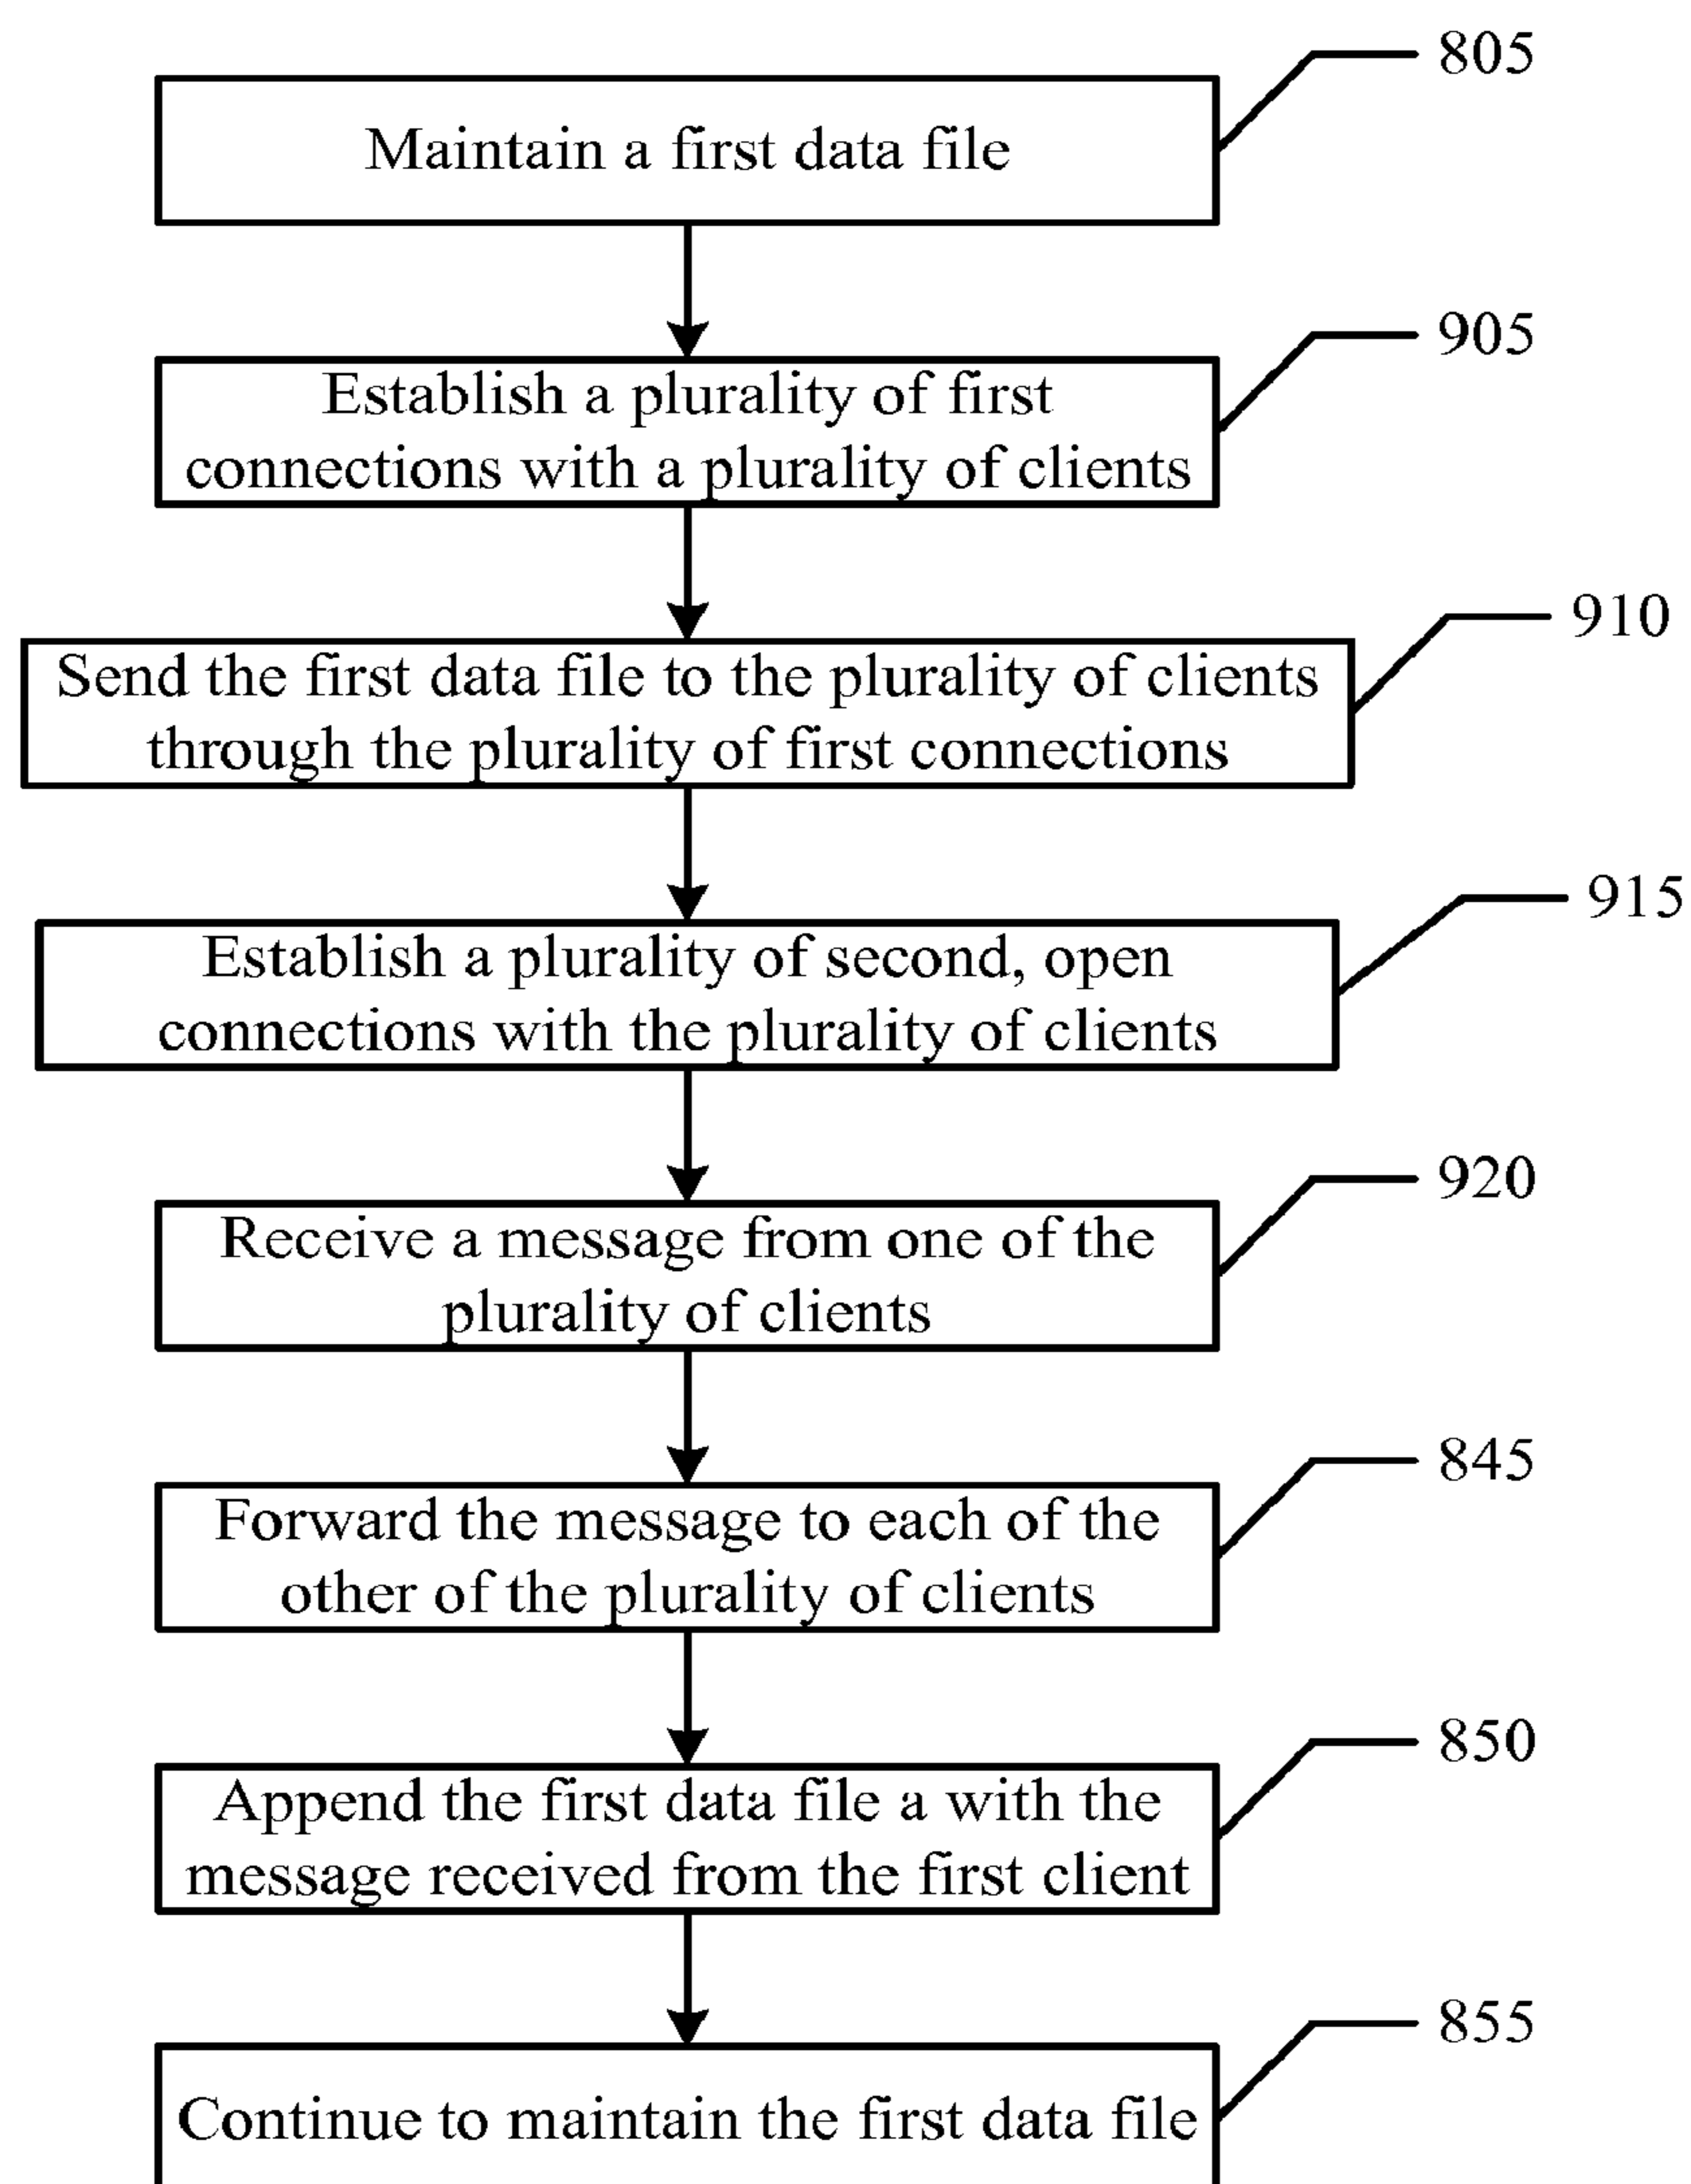 805
Maintain a first data file
905
Establish a plurality of first
connections with a plurality of clients
910
Send the first data file to the plurality of clients
through the plurality of first connections
915
Establish a plurality of second, open
connections with the plurality of clients
920
Receive a message from one of the
plurality of clients
845
Forward the message to each of the
other of the plurality of clients
850
Append the first data file a with the
message received from the first client
855
Continue to maintain the first data file